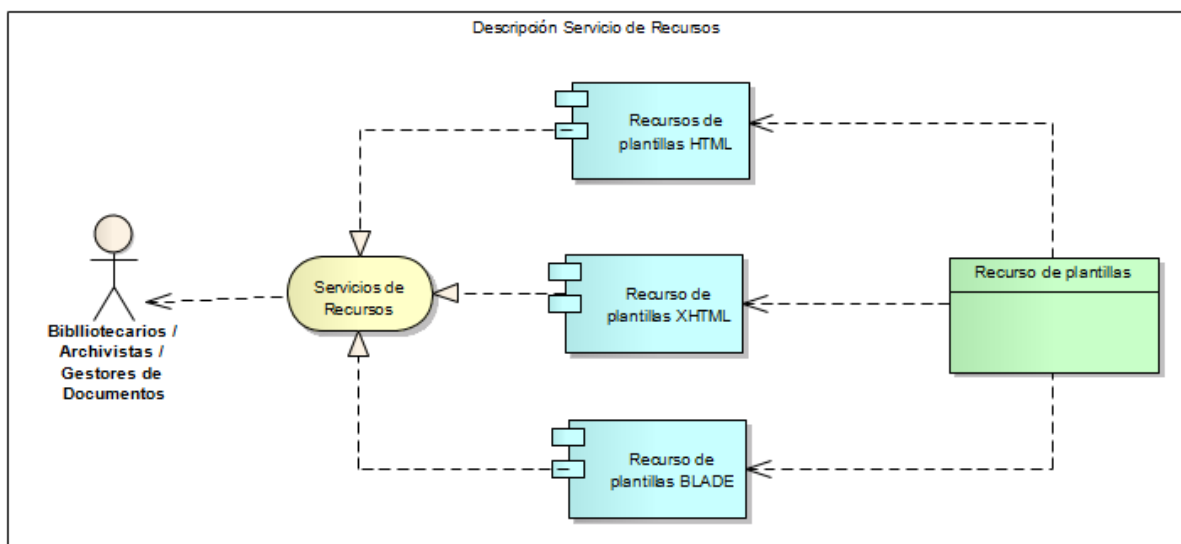 Descripción Servicio de Recursos
Recursos de
plantillas HTML
Servicios de
Recursos
Recurso de
plantillas XHTML
Recurso de plantillas
Biblliotecarios /
Archivistas /
Gestores de
Documentos
Recurso de
plantillas BLADE